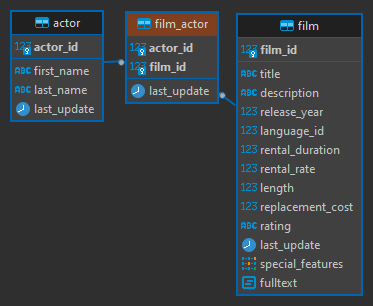 actor
123 actor_id
ABC first_name
ABC last_name
last_update
film_actor
123 actor_id
123 film_id
last_update
film
123 film_id
ABC title
ABC description
123 release_year
123 language_id
123 rental_duration
123 rental_rate
123 length
123 replacement_cost
ABC rating
last_update
special_features
fulltext